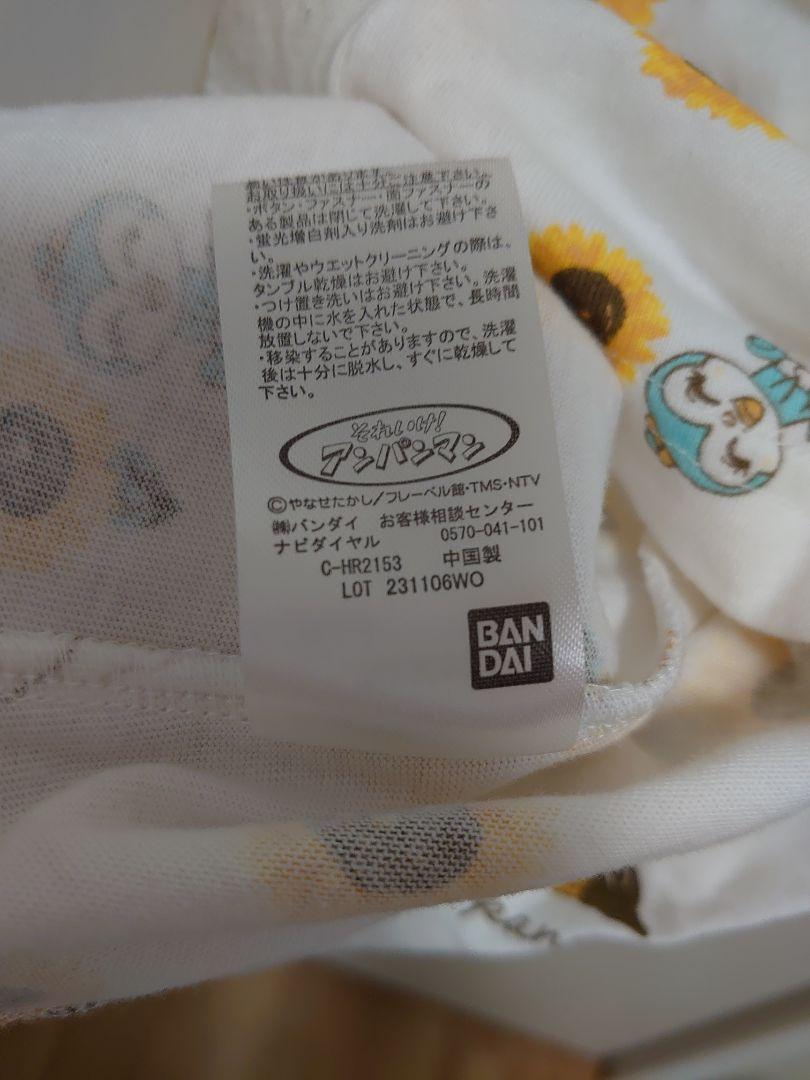 お取り扱いには十分ご注意下さい。
・ボタン・ファスナー・面ファスナーの
ある製品は閉じて洗濯して下さい。
・蛍光増白剤入り洗剤はお避け下さ
い。
・洗濯やウエットクリーニングの際は、
タンブル乾燥はお避け下さい。
・つけ置き洗いはお避け下さい。洗濯
機の中に水を入れた状態で、長時間
放置しないで下さい。
・移染することがありますので、洗濯
後は十分に脱水し、すぐに乾燥して
下さい。
それいけ!
アンパンマン
©やなせたかし/フレーベル館・TMS・NTV
㈱バンダイ お客様相談センター
ナビダイヤル 0570-041-101
C-HR2153 中国製
LOT 231106WO
BAN
DAI
pan